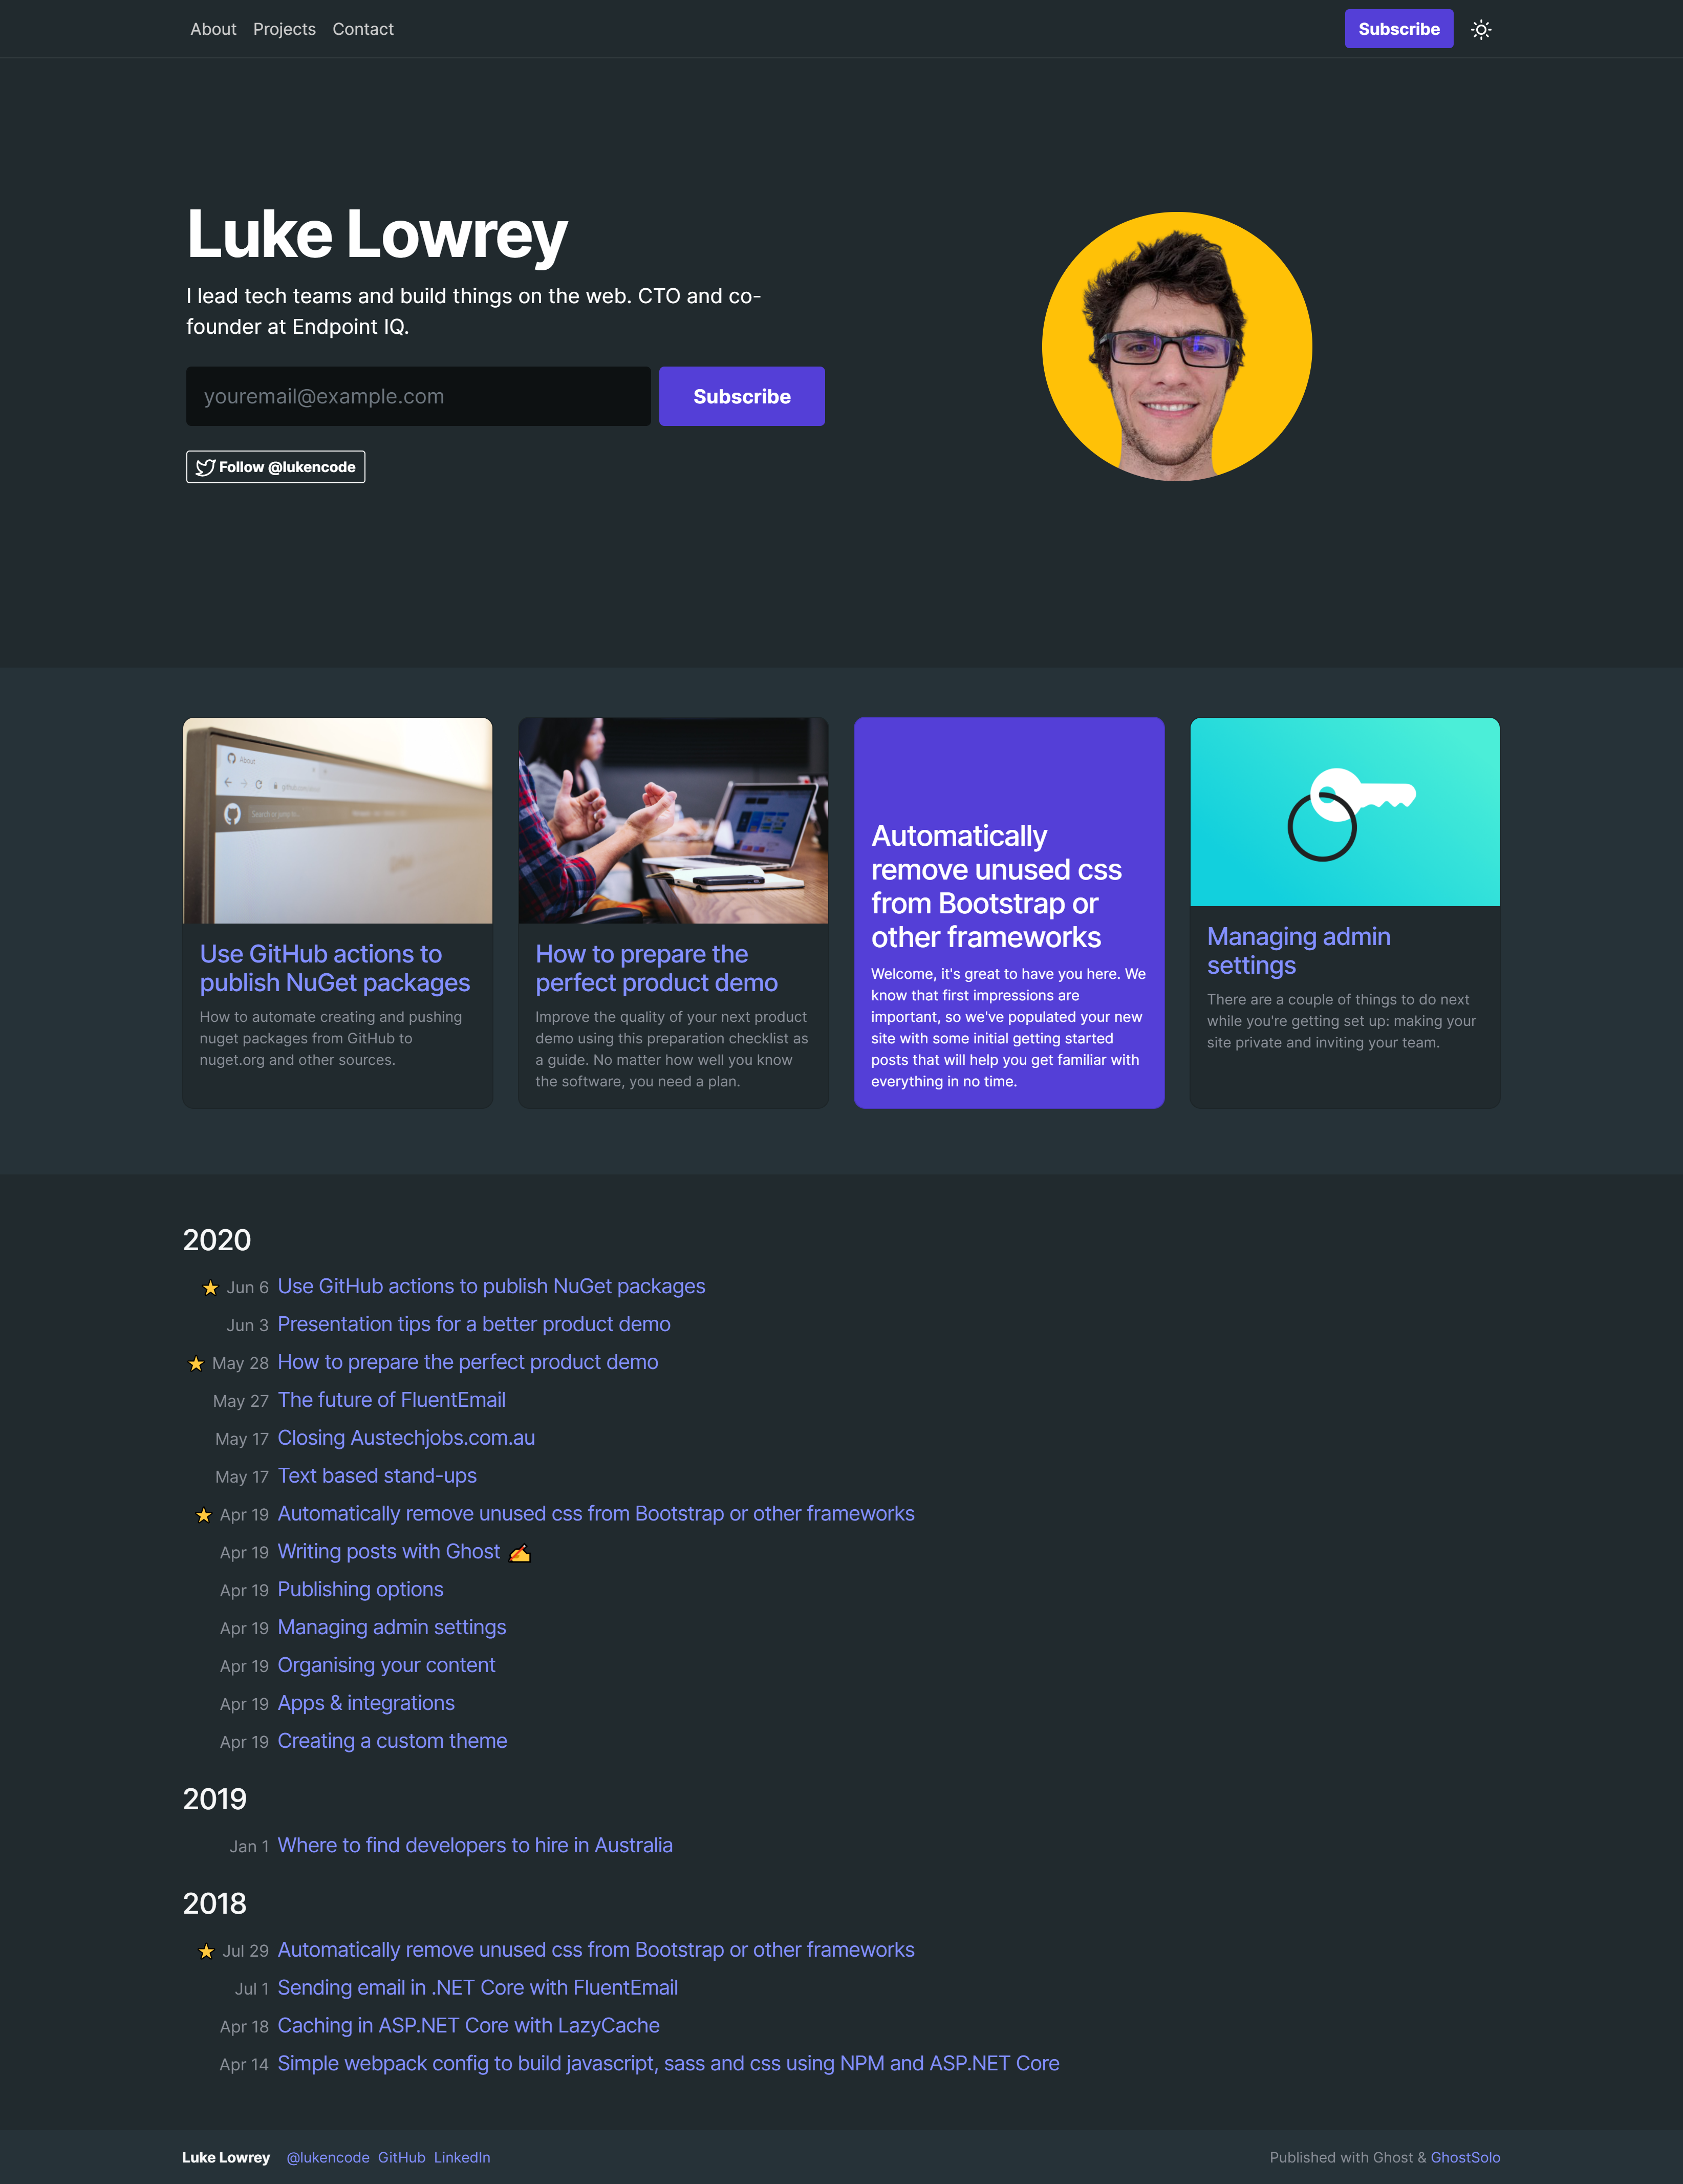 About Projects Contact
Subscribe
Luke Lowrey
I lead tech teams and build things on the web. CTO and co-
founder at Endpoint IQ.
youremail@example.com
Subscribe
Follow @lukencode
About
Search or jump to...
Use GitHub actions to
publish NuGet packages
How to automate creating and pushing
nuget packages from GitHub to
nuget.org and other sources.
How to prepare the
perfect product demo
Improve the quality of your next product
demo using this preparation checklist as
a guide. No matter how well you know
the software, you need a plan.
Automatically
remove unused css
from Bootstrap or
other frameworks
Welcome, it's great to have you here. We
know that first impressions are
important, so we've populated your new
site with some initial getting started
posts that will help you get familiar with
everything in no time.
Managing admin
settings
There are a couple of things to do next
while you're getting set up: making your
site private and inviting your team.
2020
Jun 6 Use GitHub actions to publish NuGet packages
Jun 3 Presentation tips for a better product demo
May 28 How to prepare the perfect product demo
May 27 The future of FluentEmail
May 17 Closing Austechjobs.com.au
May 17 Text based stand-ups
Apr 19 Automatically remove unused css from Bootstrap or other frameworks
Apr 19 Writing posts with Ghost ✍
Apr 19 Publishing options
Apr 19 Managing admin settings
Apr 19 Organising your content
Apr 19 Apps & integrations
Apr 19 Creating a custom theme
2019
Jan 1 Where to find developers to hire in Australia
2018
Jul 29 Automatically remove unused css from Bootstrap or other frameworks
Jul 1 Sending email in .NET Core with FluentEmail
Apr 18 Caching in ASP.NET Core with LazyCache
Apr 14 Simple webpack config to build javascript, sass and css using NPM and ASP.NET Core
Luke Lowrey @lukencode GitHub LinkedIn
Published with Ghost & GhostSolo